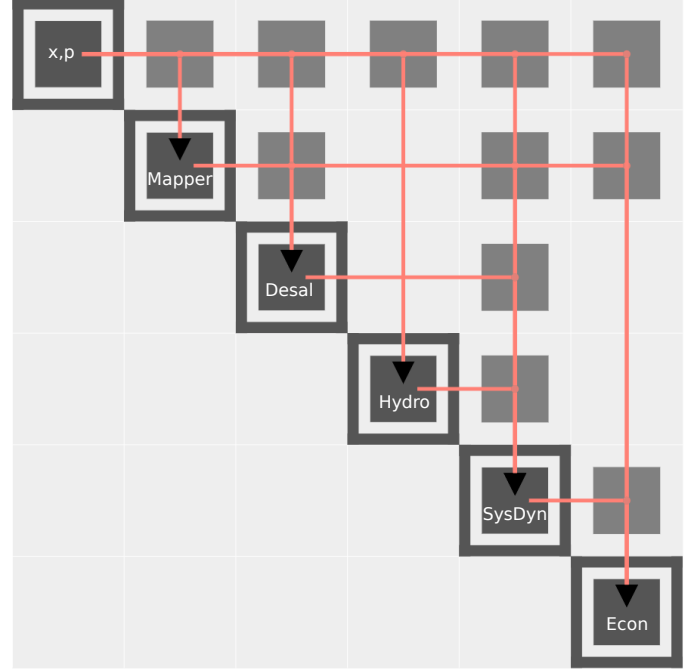 x,p
Mapper
Desal
Hydro
SysDyn
Econ